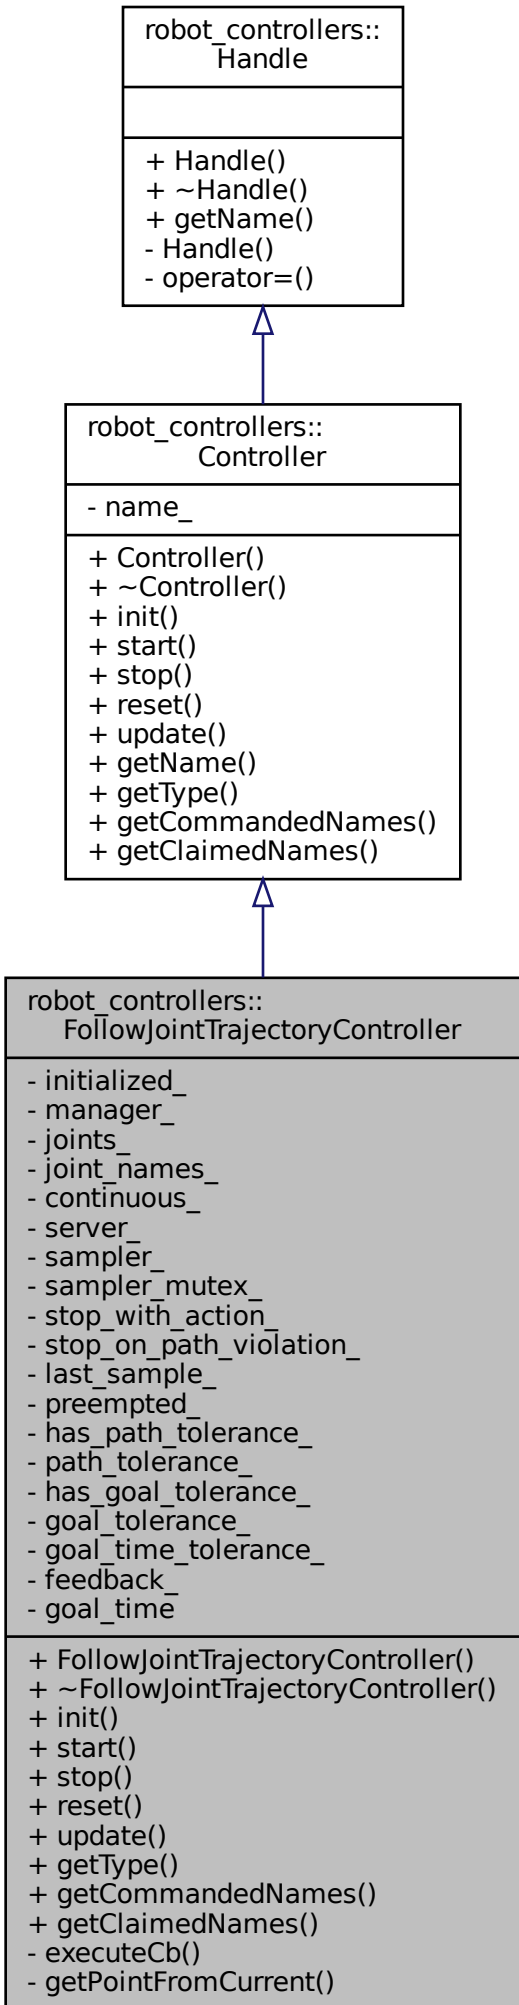 robot_controllers::
Handle
+ Handle()
+ ~Handle()
+ getName()
- Handle()
- operator=()
robot_controllers::
Controller
- name_
+ Controller()
+ ~Controller()
+ init()
+ start()
+ stop()
+ reset()
+ update()
+ getName()
+ getType()
+ getCommandedNames()
+ getClaimedNames()
robot_controllers::
FollowJointTrajectoryController
- initialized_
- manager_
- joints_
- joint_names_
- continuous_
- server_
- sampler_
- sampler_mutex_
- stop_with_action_
- stop_on_path_violation_
- last_sample_
- preempted_
- has_path_tolerance_
- path_tolerance_
- has_goal_tolerance_
- goal_tolerance_
- goal_time_tolerance_
- feedback_
- goal_time
+ FollowJointTrajectoryController()
+ ~FollowJointTrajectoryController()
+ init()
+ start()
+ stop()
+ reset()
+ update()
+ getType()
+ getCommandedNames()
+ getClaimedNames()
- executeCb()
- getPointFromCurrent()